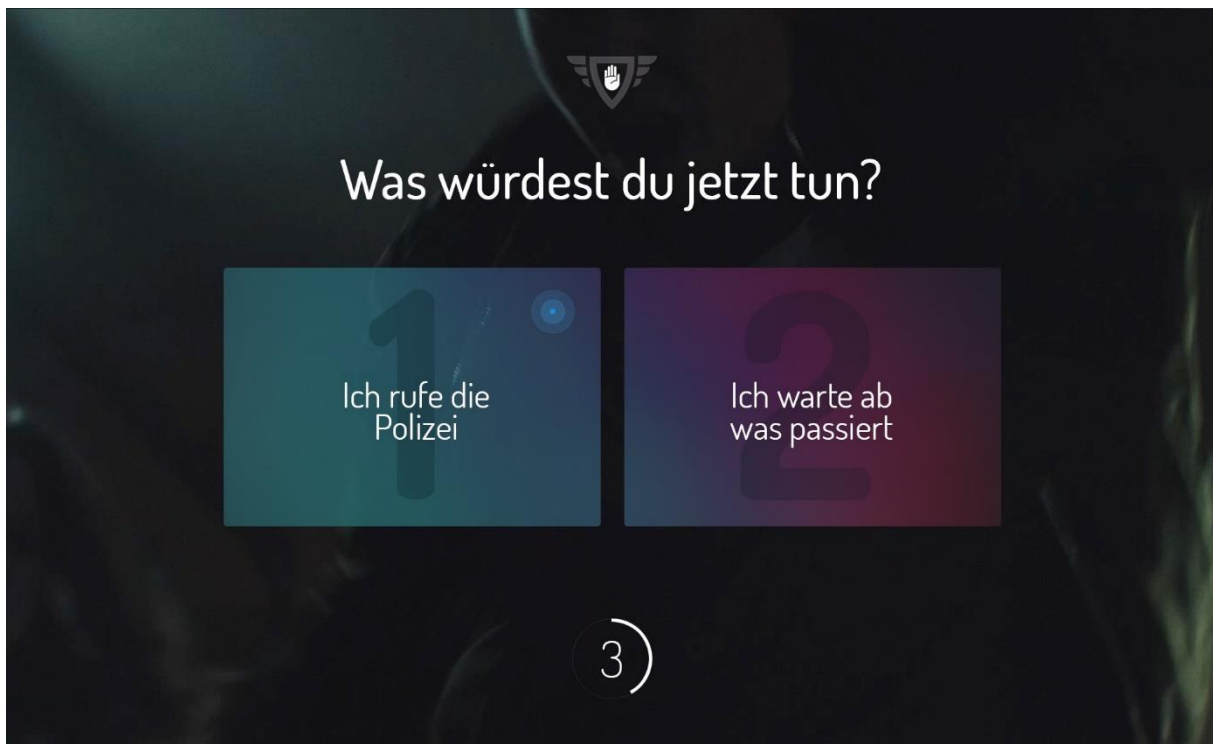 Was würdest du jetzt tun?
1
Ich rufe die
Polizei
2
Ich warte ab
was passiert
3